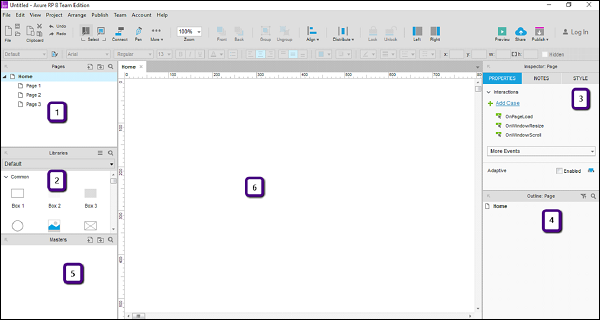 Untitled - Axure RP 8 Team Edition
File Edit View Project Arrange Publish Team Account Help
Undo
Redo
100%
Log In
File Clipboard Select Connect Pen More Zoom Front Back Group Ungroup Align Distribute Lock Unlock Left Right Preview Share Publish
Default Arial Regular 13 x: y: w: h: Hidden
Pages
Home
Page 1
Page 2
Page 3
1
Libraries
Default
Common
2
Box 1 Box 2 Box 3
Masters
5
Home
0 100 200 300 400 500 600 700 80
0
100
200
300
400
500
6
Inspector: Page
PROPERTIES NOTES STYLE
Interactions
3
Add Case
OnPageLoad
OnWindowResize
OnWindowScroll
More Events
Adaptive Enabled
Outline: Page
Home
4